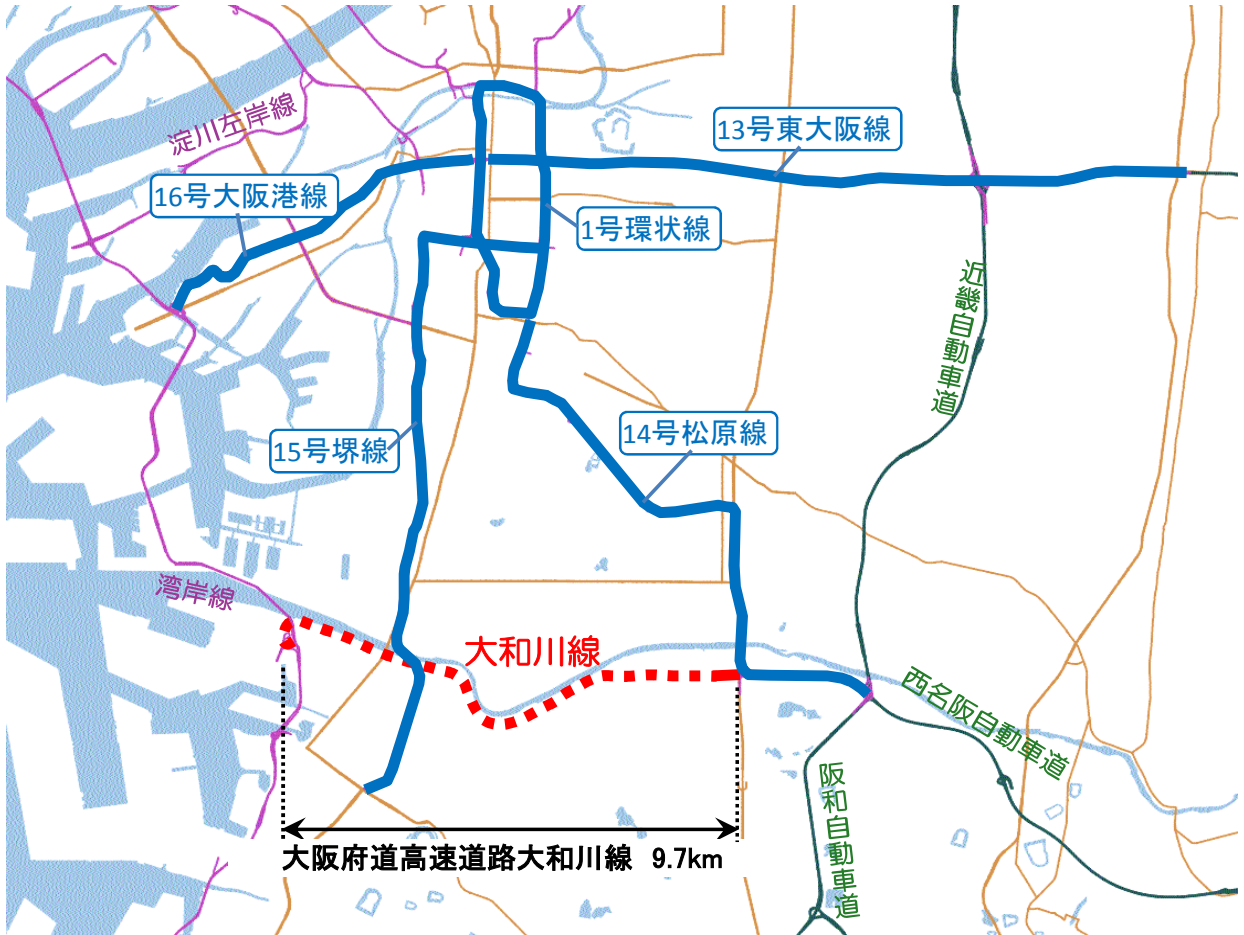 淀川左岸線
13号東大阪線
16号大阪港線
1号環状線
近畿自動車道
15号堺線
14号松原線
湾岸線
大和川線
西名阪自動車道
阪和自動車道
大阪府道高速道路大和川線 9.7km